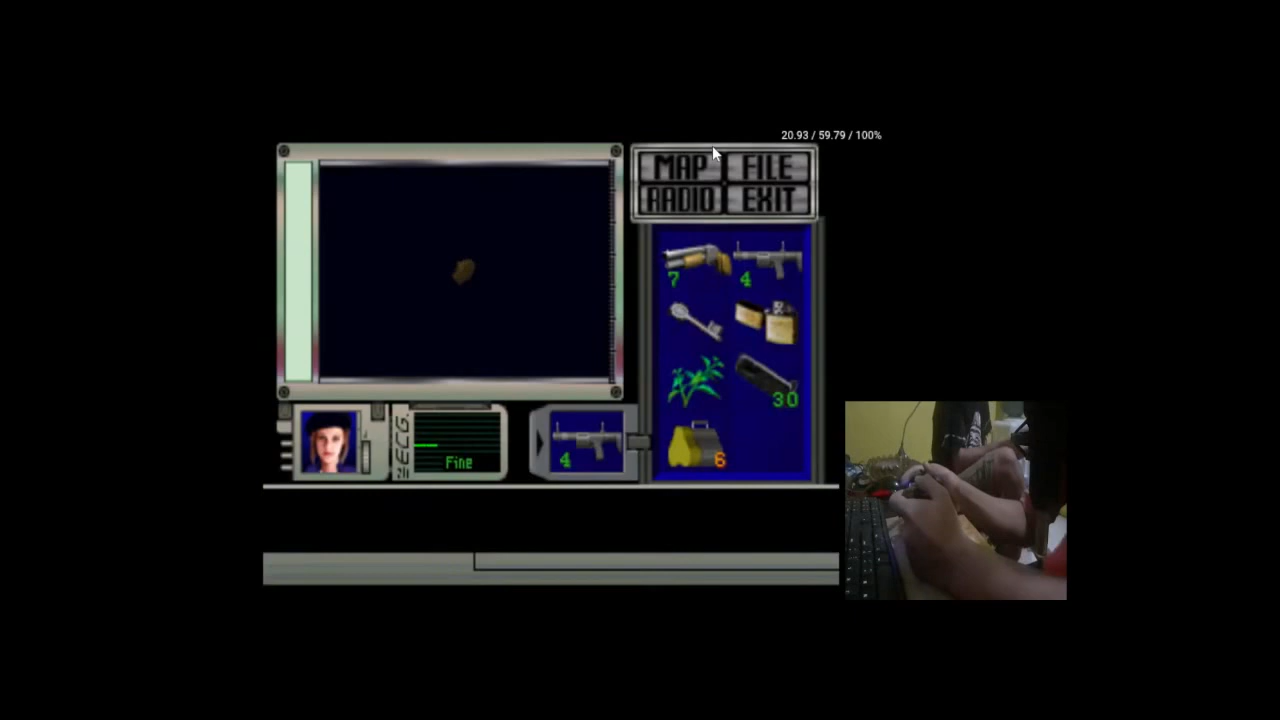 20.93 / 59.79 / 100%
MAP FILE
RADIO EXIT
7 4
30
6
ECG.
Fine
4